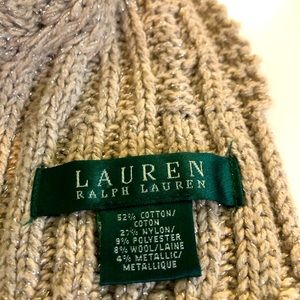 LAUREN
RALPH LAUREN
52% COTTON/
COTON
27% NYLON/
9% POLYESTER
8% WOOL/LAINE
4% METALLIC/
METALLIQUE